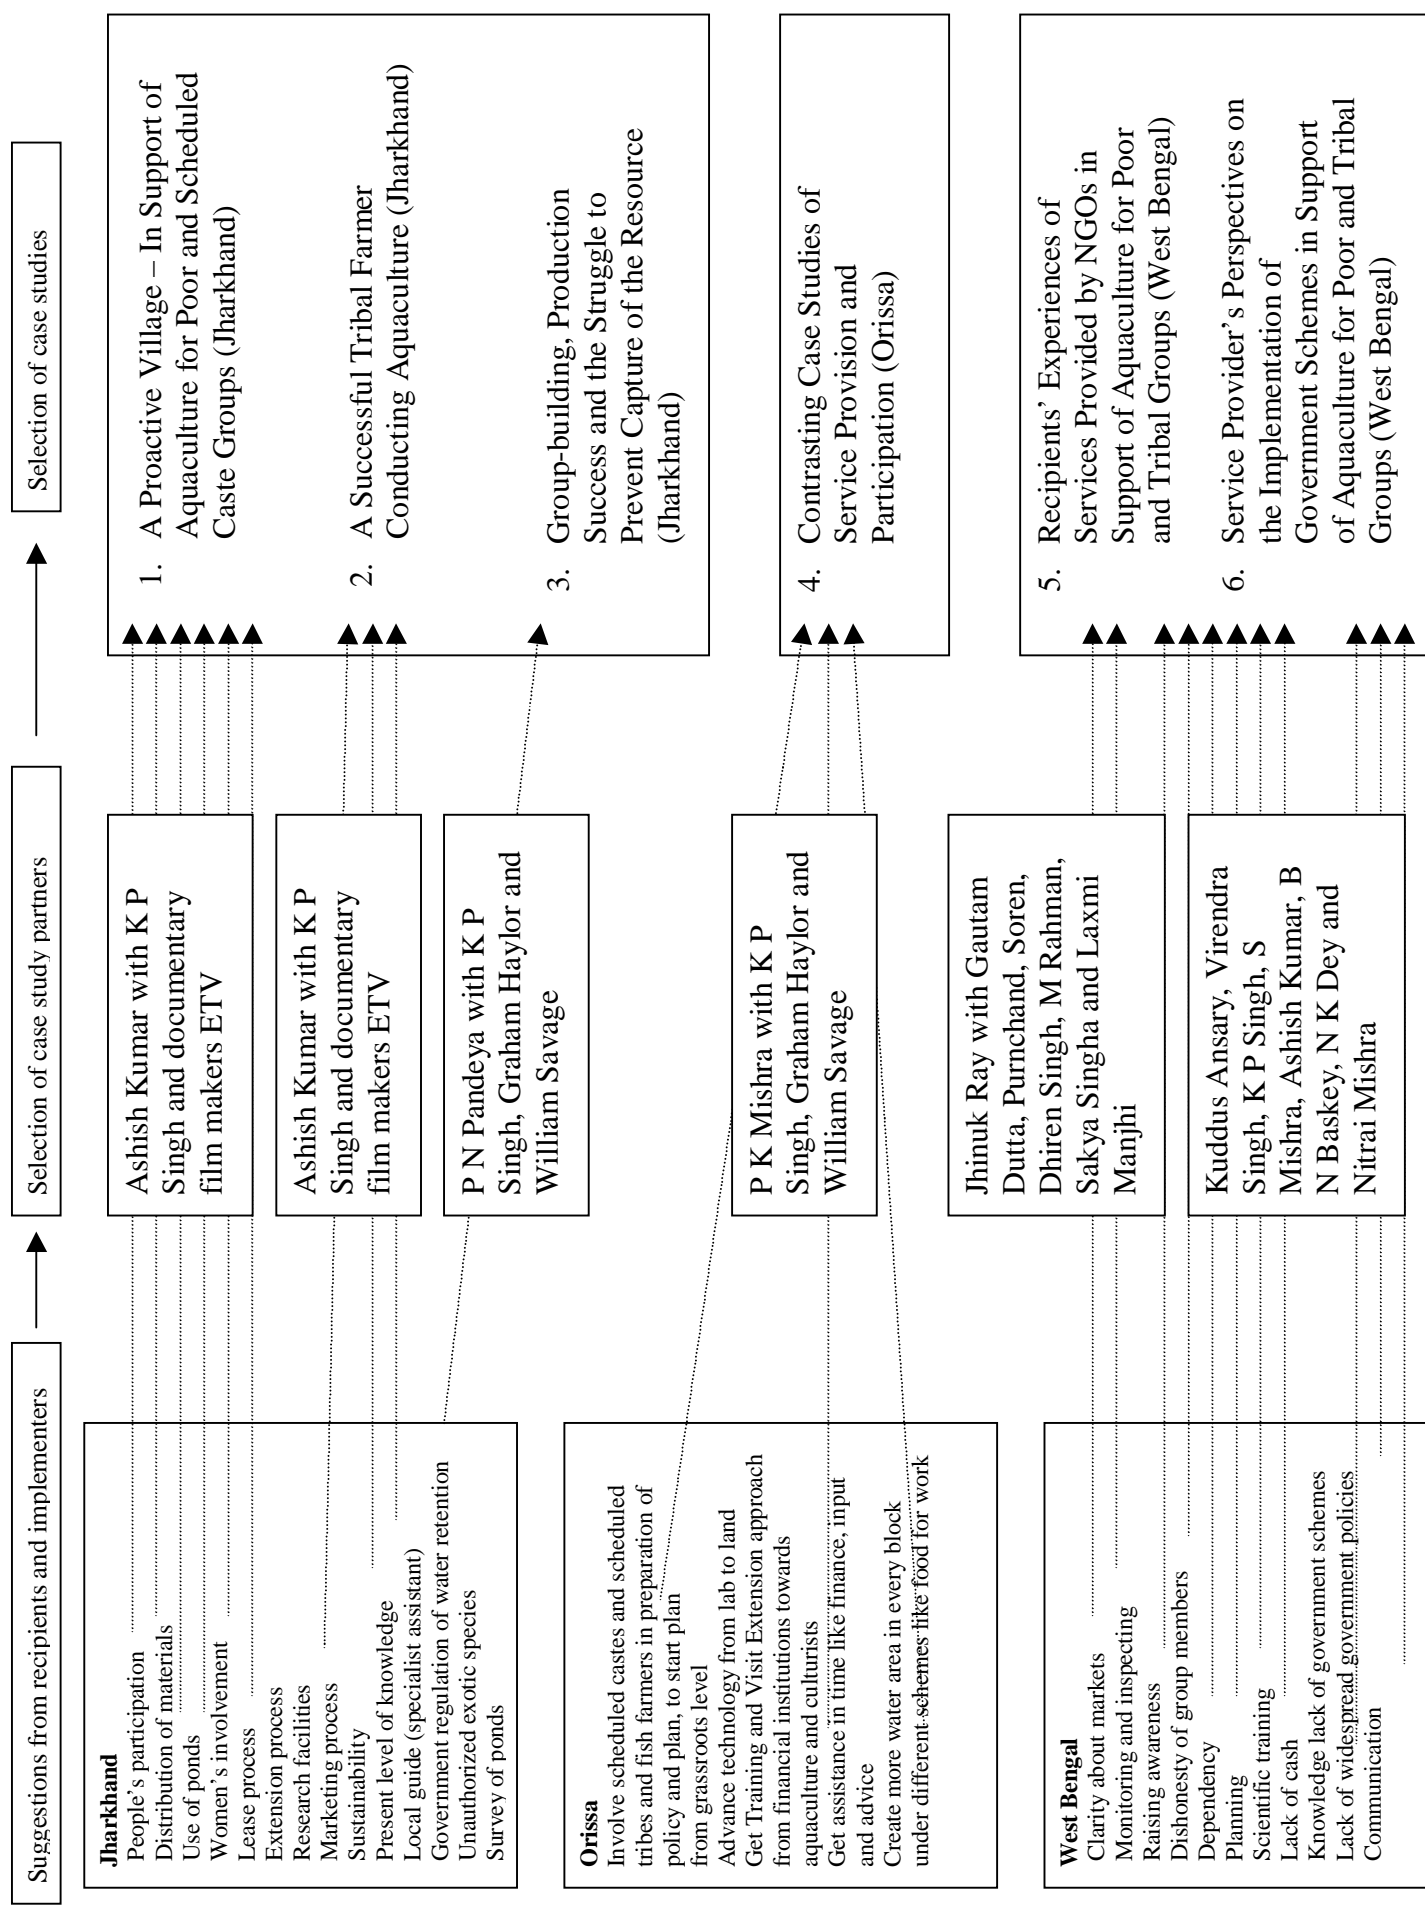 Suggestions from recipients and implementers
Selection of case study partners
Selection of case studies
Jharkhand
People's participation
Distribution of materials
Use of ponds
Women's involvement
Lease process
Extension process
Research facilities
Marketing process
Sustainability
Present level of knowledge
Local guide (specialist assistant)
Government regulation of water retention
Unauthorized exotic species
Survey of ponds
Ashish Kumar with K P
Singh and documentary
film makers ETV
Ashish Kumar with K P
Singh and documentary
film makers ETV
P N Pandeya with K P
Singh, Graham Haylor and
William Savage
1. A Proactive Village – In Support of
Aquaculture for Poor and Scheduled
Caste Groups (Jharkhand)
2. A Successful Tribal Farmer
Conducting Aquaculture (Jharkhand)
3. Group-building, Production
Success and the Struggle to
Prevent Capture of the Resource
(Jharkhand)
Orissa
Involve scheduled castes and scheduled
tribes and fish farmers in preparation of
policy and plan, to start plan
from grassroots level
Advance technology from lab to land
Get Training and Visit Extension approach
from financial institutions towards
aquaculture and culturists
Get assistance in time like finance, input
and advice
Create more water area in every block
under different schemes like food for work
P K Mishra with K P
Singh, Graham Haylor and
William Savage
4. Contrasting Case Studies of
Service Provision and
Participation (Orissa)
West Bengal
Clarity about markets
Monitoring and inspecting
Raising awareness
Dishonesty of group members
Dependency
Planning
Scientific training
Lack of cash
Knowledge lack of government schemes
Lack of widespread government policies
Communication
Jhinuk Ray with Gautam
Dutta, Purnchand, Soren,
Dhiren Singh, M Rahman,
Sakya Singha and Laxmi
Manjhi
Kuddus Ansary, Virendra
Singh, K P Singh, S
Mishra, Ashish Kumar, B
N Baskey, N K Dey and
Nitrai Mishra
5. Recipients' Experiences of
Services Provided by NGOs in
Support of Aquaculture for Poor
and Tribal Groups (West Bengal)
6. Service Provider's Perspectives on
the Implementation of
Government Schemes in Support
of Aquaculture for Poor and Tribal
Groups (West Bengal)